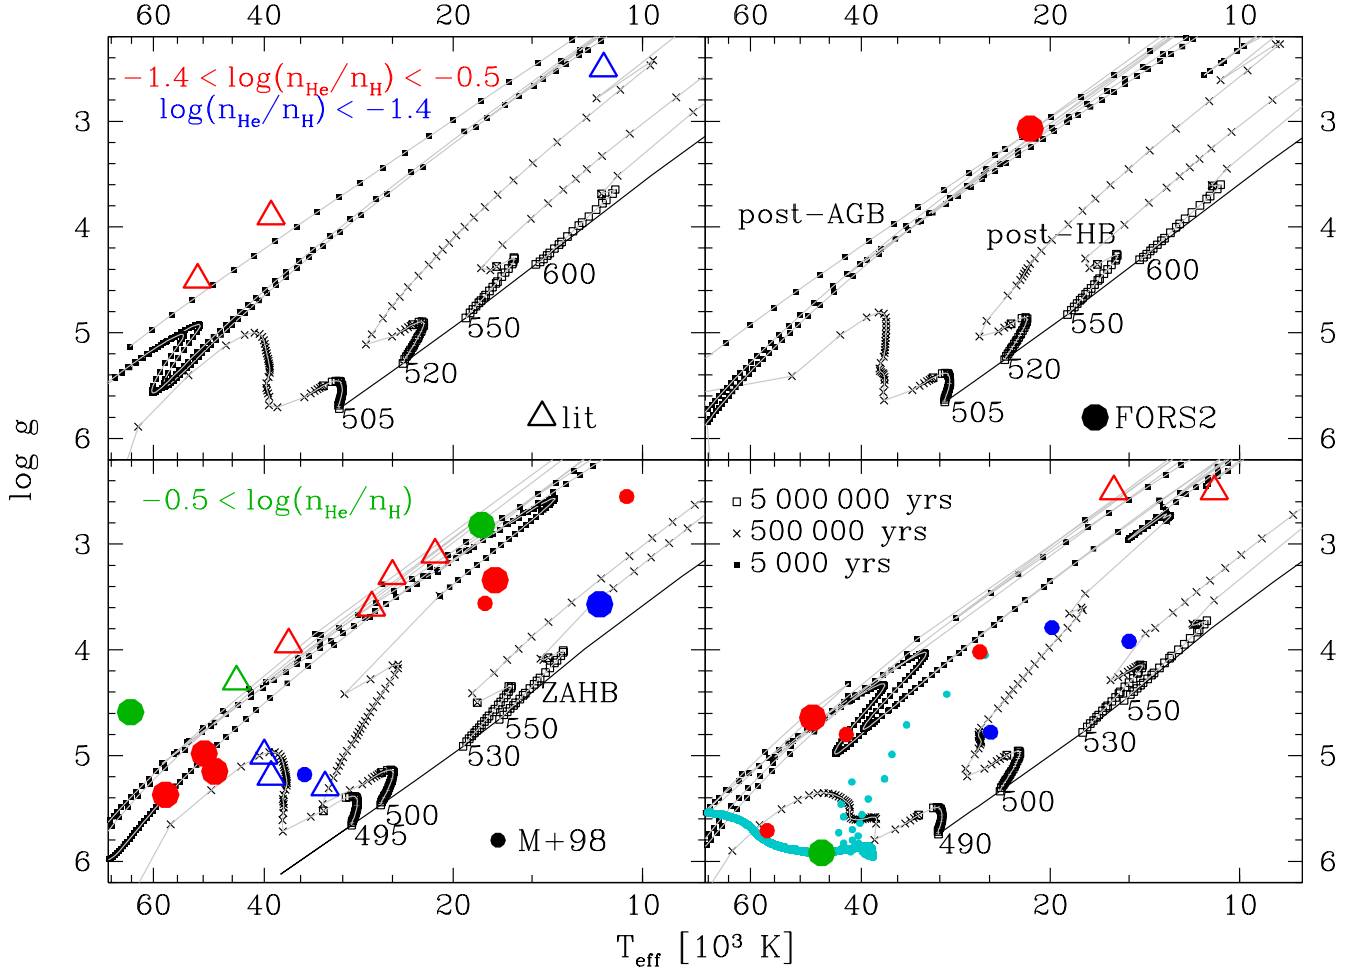 60 40 20 10 60 40 20 10
−1.4 < log(nHe/nH) < −0.5
log(nHe/nH) < −1.4
3
4
5
6
600
550
520
505
lit
post−AGB
post−HB
600
550
520
505
FORS2
3
4
5
6
log g
−0.5 < log(nHe/nH)
3
4
5
6
ZAHB
550
530
500
495
M+98
5 000 000 yrs
500 000 yrs
5 000 yrs
550
530
500
490
3
4
5
6
60 40 20 10 60 40 20 10
Teff [10³ K]